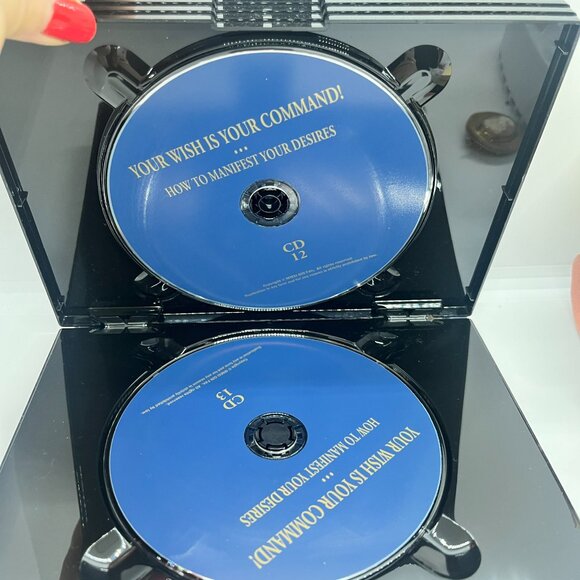 YOUR WISH IS YOUR COMMAND!
•••
HOW TO MANIFEST YOUR DESIRES
CD
12
YOUR WISH IS YOUR COMMAND!
•••
HOW TO MANIFEST YOUR DESIRES
CD
13